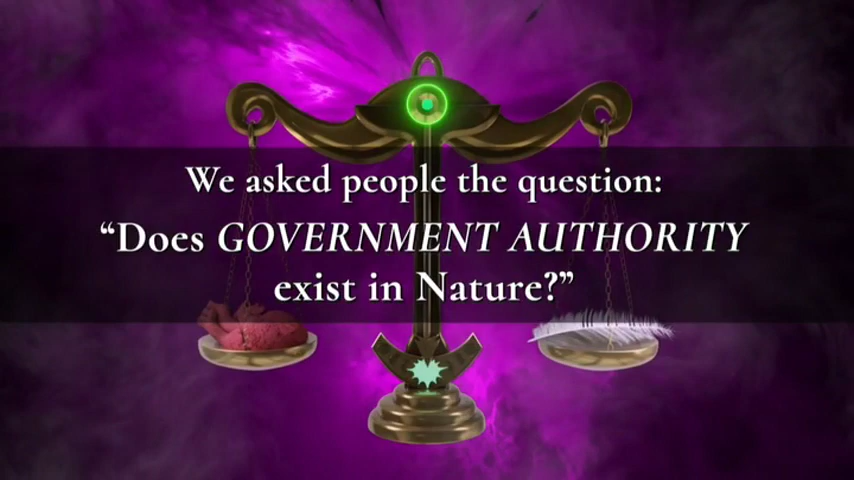 We asked people the question:
“Does GOVERNMENT AUTHORITY
exist in Nature?”